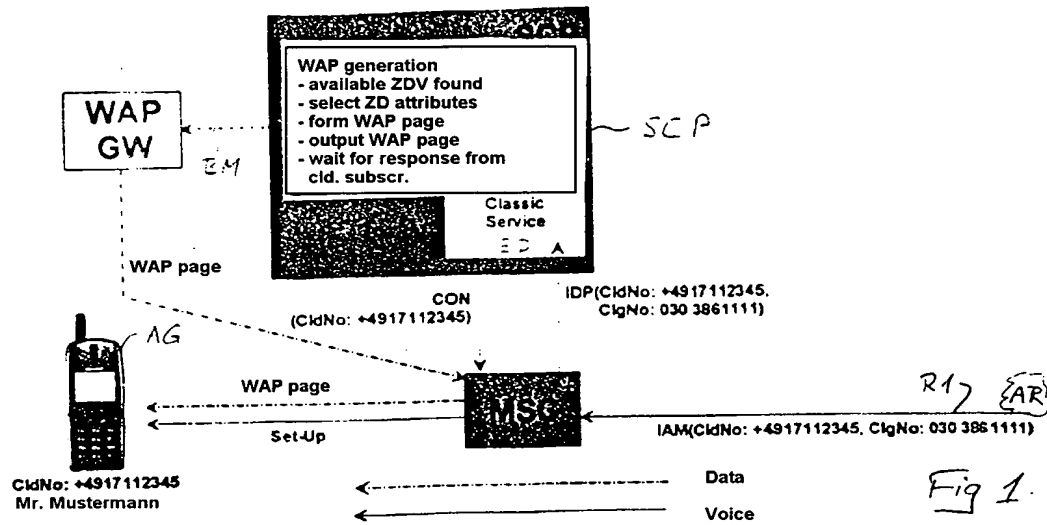 SCP
WAP generation
- available ZDV found
- select ZD attributes
- form WAP page
- output WAP page
- wait for response from
cld. subscr.
WAP
GW
EM
SCP
Classic
Service
A
WAP page
CON
(CldNo: +4917112345)
IDP(CldNo: +4917112345,
ClgNo: 030 3861111)
AG
WAP page
MSC
Set-Up
R1
AR
IAM(CldNo: +4917112345, ClgNo: 030 3861111)
CldNo: +4917112345
Mr. Mustermann
Data
Voice
Fig 1.